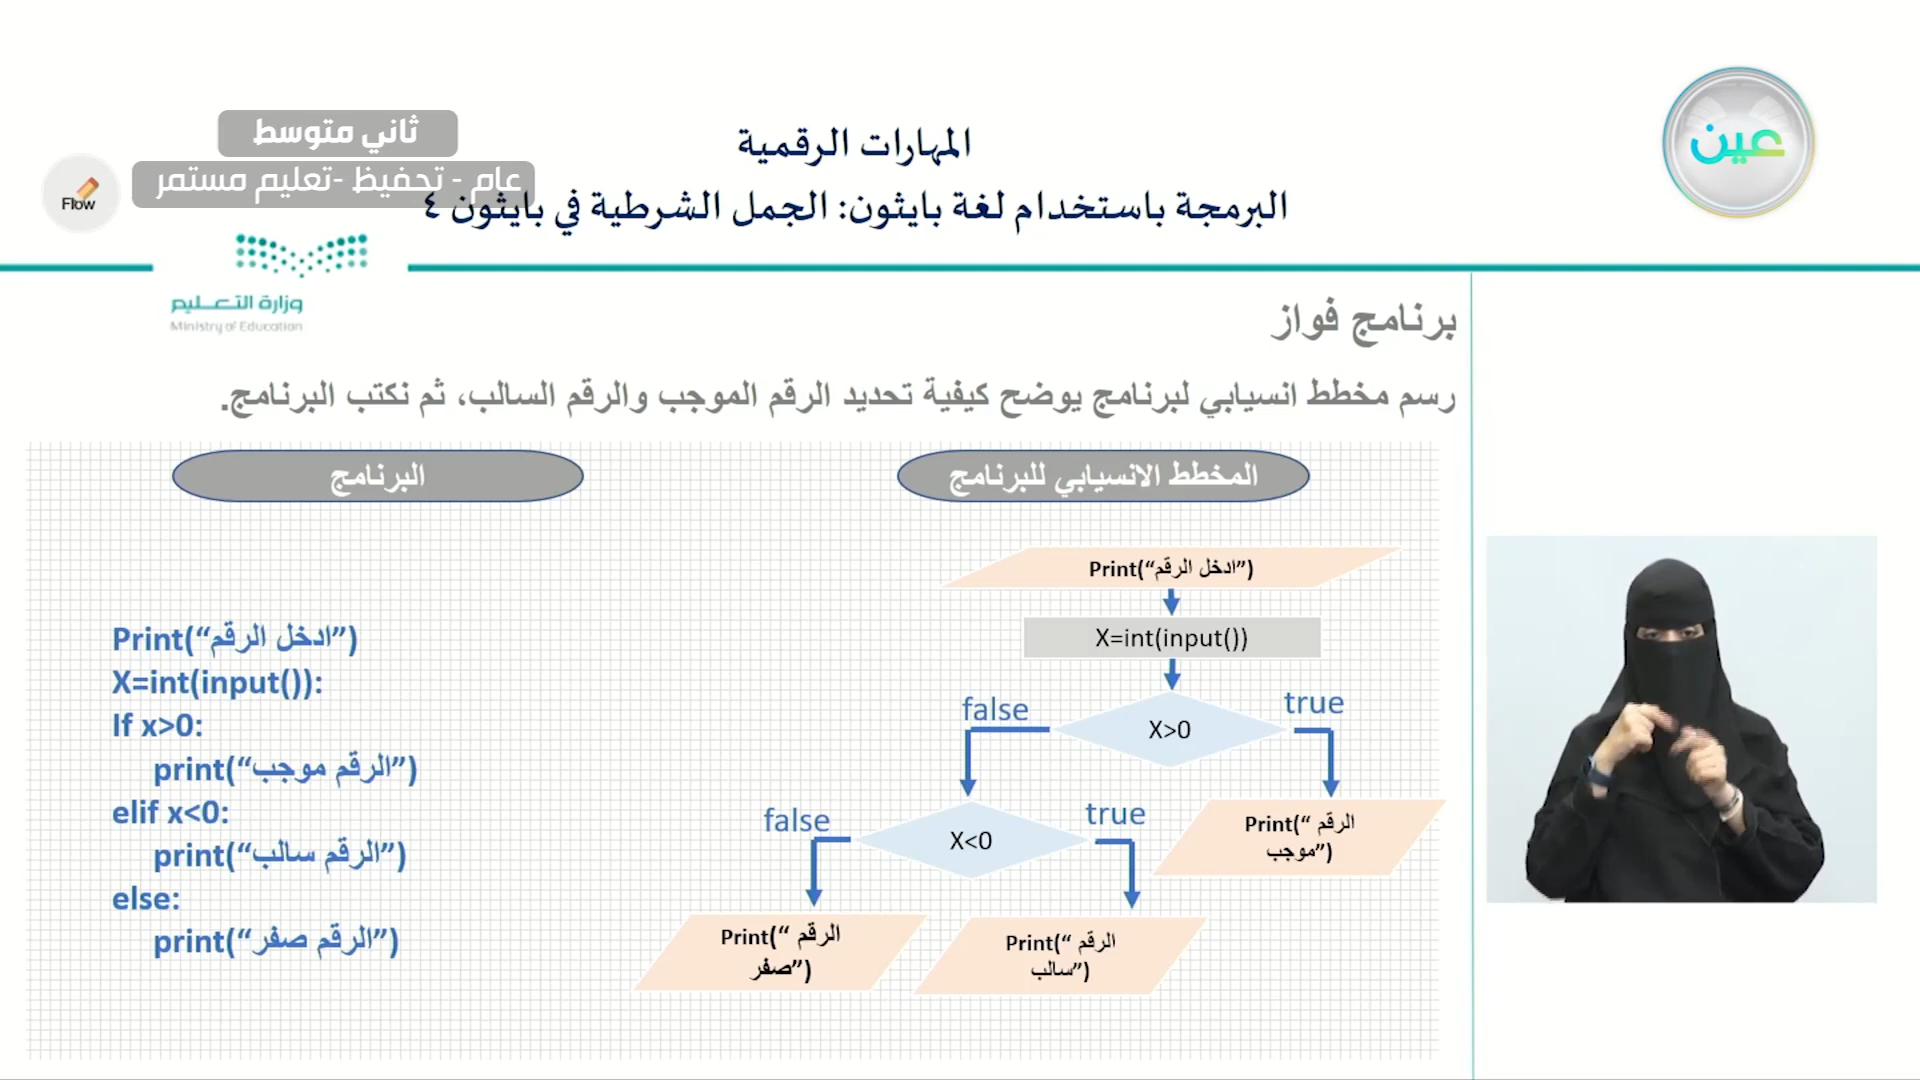 ثاني متوسط
عام - تحفيظ -تعليم مستمر
Flow
المهارات الرقمية
البرمجة باستخدام لغة بايثون: الجمل الشرطية في بايثون ٤
عين
وزارة التعليم
Ministry of Education
برنامج فواز
رسم مخطط انسيابي لبرنامج يوضح كيفية تحديد الرقم الموجب والرقم السالب، ثم نكتب البرنامج.
المخطط الانسيابي للبرنامج
Print(“ادخل الرقم”)
X=int(input())
X>0
true
false
Print(“ الرقم
موجب”)
X<0
true
false
Print(“ الرقم
سالب”)
Print(“ الرقم
صفر”)
البرنامج
Print(“ادخل الرقم”)
X=int(input()):
If x>0:
print(“الرقم موجب”)
elif x<0:
print(“الرقم سالب”)
else:
print(“الرقم صفر”)